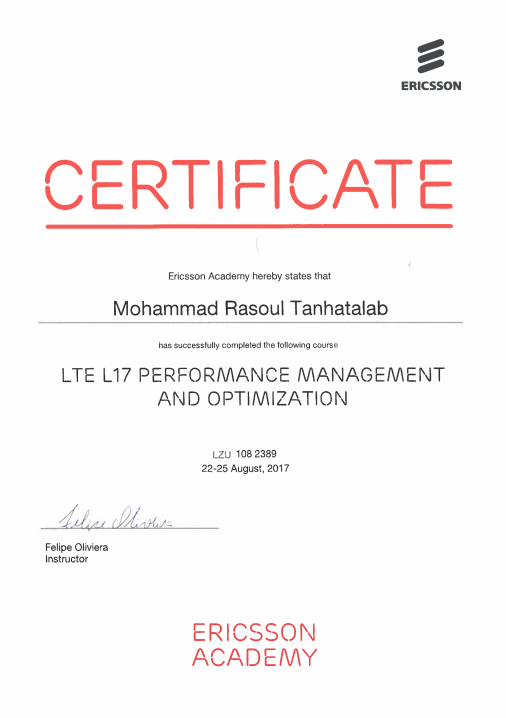 ERICSSON
CERTIFICATE
Ericsson Academy hereby states that
Mohammad Rasoul Tanhatalab
has successfully completed the following course
LTE L17 PERFORMANCE MANAGEMENT
AND OPTIMIZATION
LZU 108 2389
22-25 August, 2017
Felipe Oliviera
Felipe Oliviera
Instructor
ERICSSON
ACADEMY